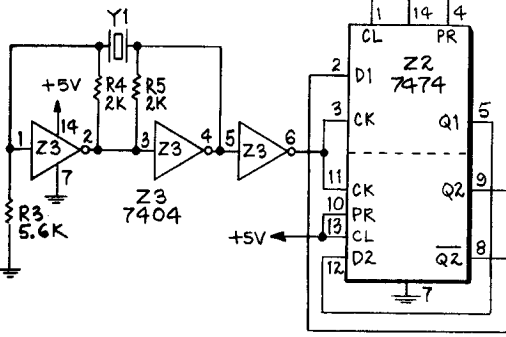 Y1
1 14 4
CL PR
Z2
7474
2 D1
+5V
R4
2K
R5
2K
3 CK
Q1 5
14
1 Z3 2
3 Z3 4
5 Z3 6
7
11 CK
Q2 9
10 PR
Z3
7404
R3
5.6K
+5V
13 CL
12 D2
Q2 8
7